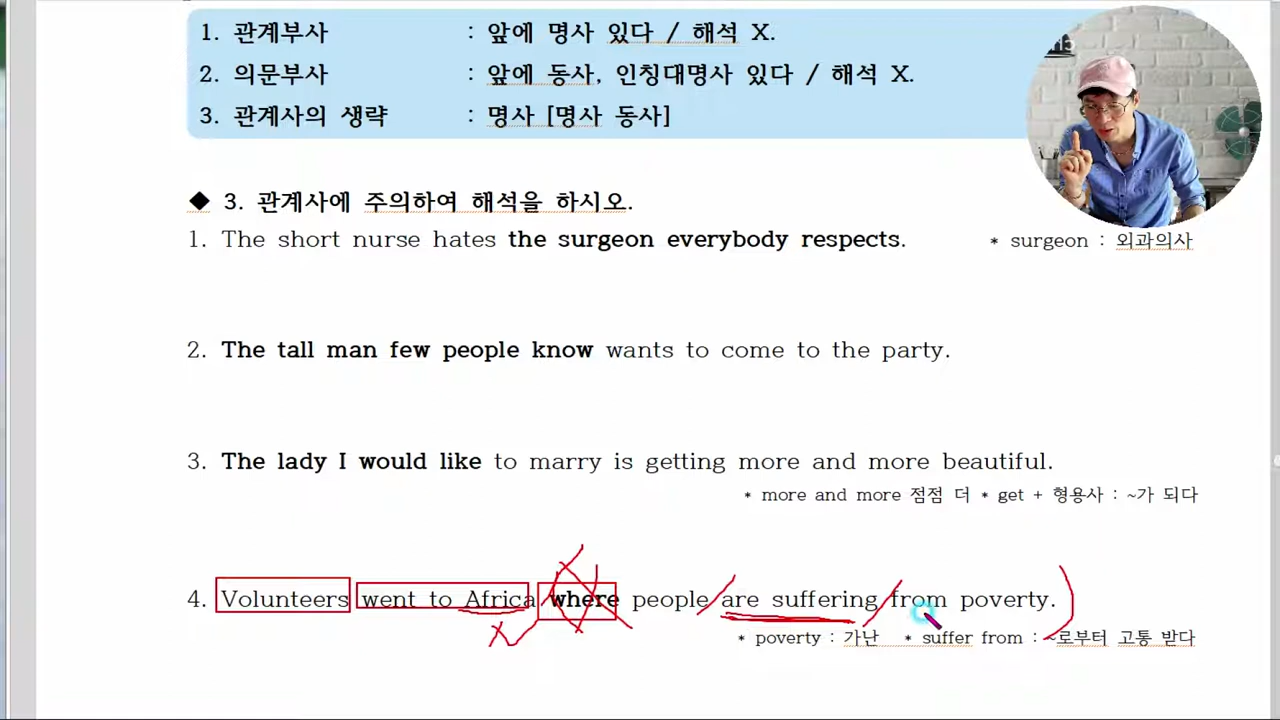 1. 관계부사 : 앞에 명사 있다 / 해석 X.
2. 의문부사 : 앞에 동사, 인칭대명사 있다 / 해석 X.
3. 관계사의 생략 : 명사 [명사 동사]
◆ 3. 관계사에 주의하여 해석을 하시오.
1. The short nurse hates the surgeon everybody respects. * surgeon : 외과의사
2. The tall man few people know wants to come to the party.
3. The lady I would like to marry is getting more and more beautiful.
* more and more 점점 더 * get + 형용사 : ~가 되다
4. Volunteers went to Africa where people are suffering from poverty.
* poverty : 가난 * suffer from : ~로부터 고통 받다